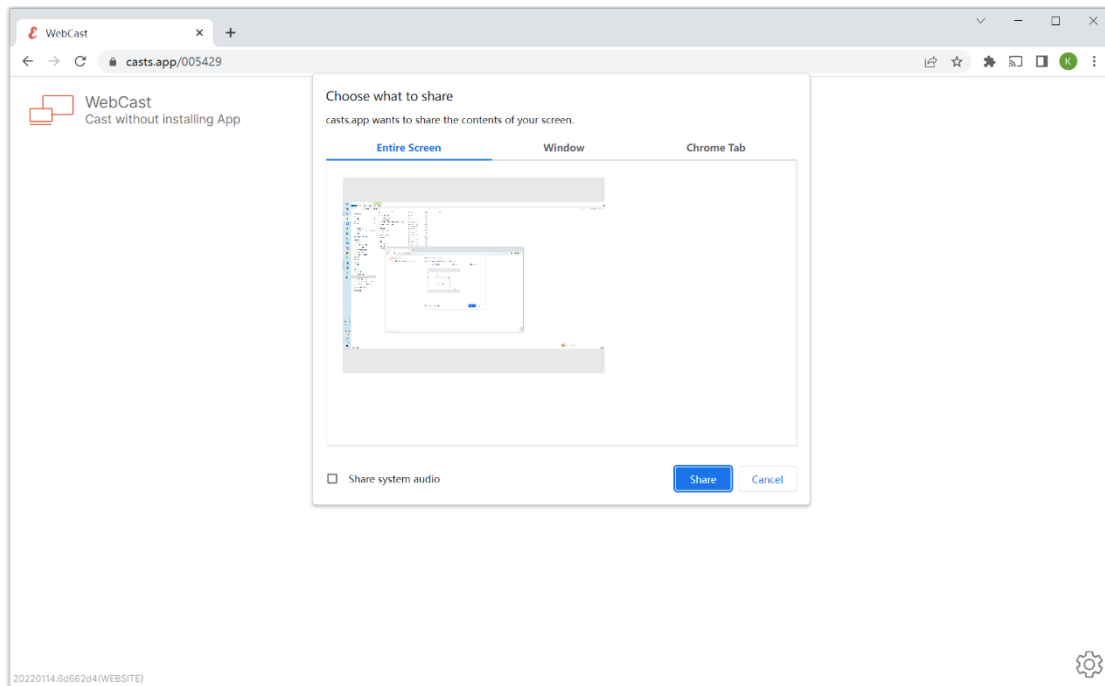 WebCast
casts.app/005429
K
WebCast
Cast without installing App
Choose what to share
casts.app wants to share the contents of your screen.
Entire Screen Window Chrome Tab
Share system audio Share Cancel
20220114.6d662d4(WEBSITE)